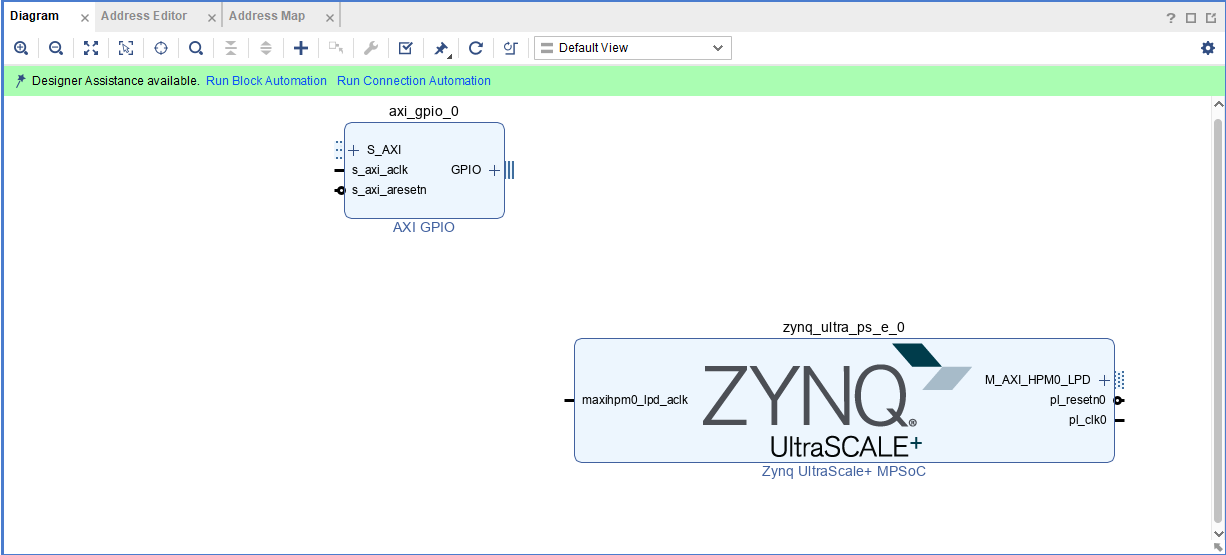 Diagram × Address Editor × Address Map × ?
Default View
Designer Assistance available. Run Block Automation Run Connection Automation
axi_gpio_0
S_AXI
s_axi_aclk GPIO
s_axi_aresetn
AXI GPIO
zynq_ultra_ps_e_0
M_AXI_HPM0_LPD
maxihpm0_lpd_aclk ZYNQ® pl_resetn0
pl_clk0
UltraSCALE+
Zynq UltraScale+ MPSoC